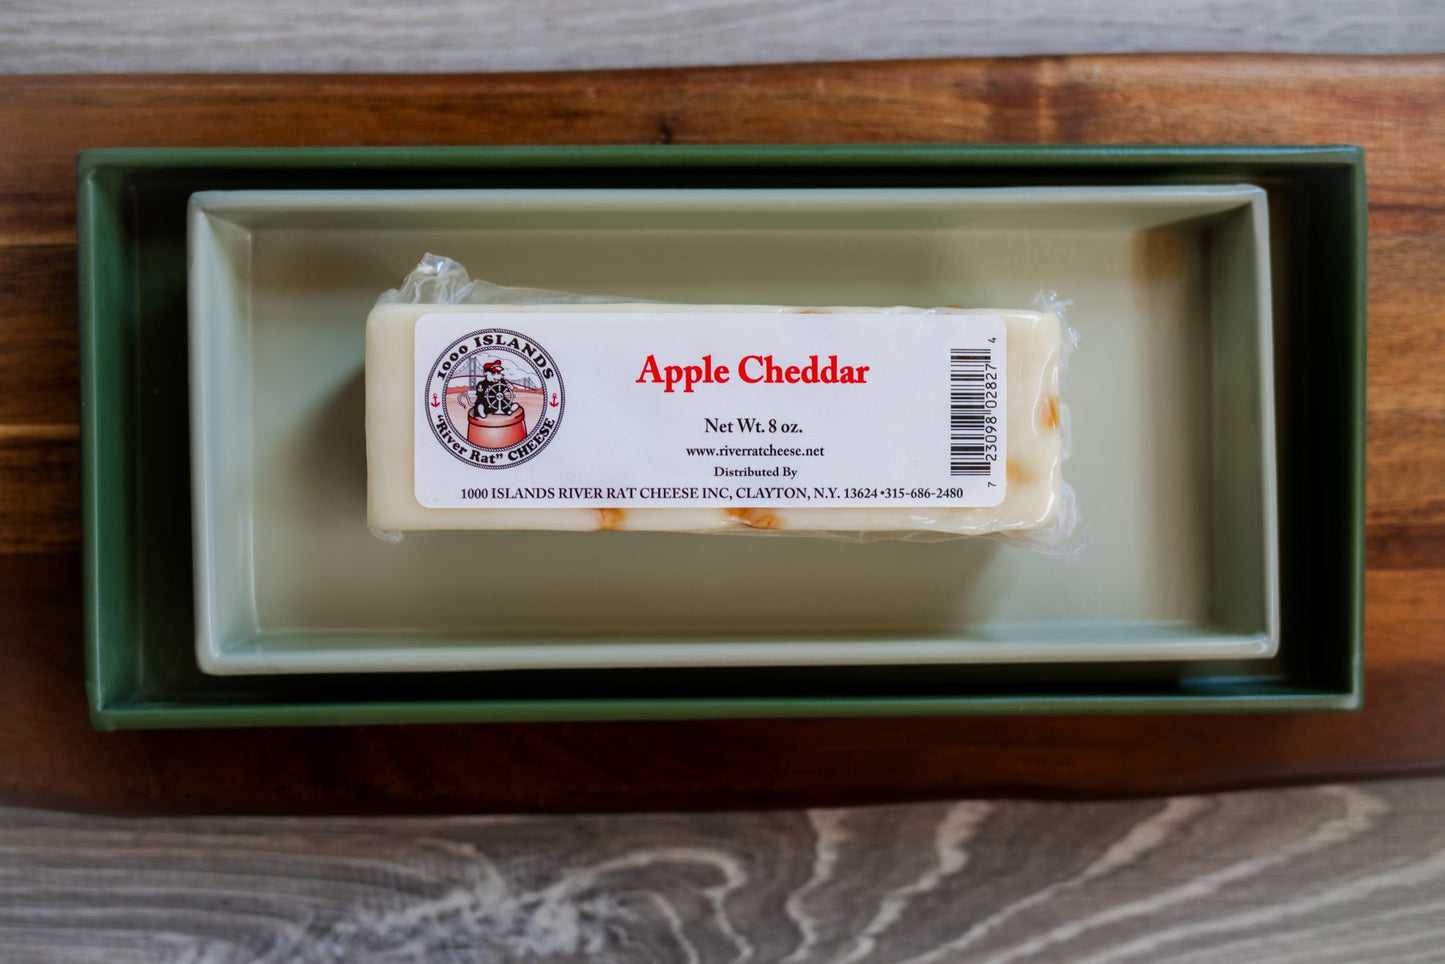 1000 ISLANDS
"River Rat" CHEESE
Apple Cheddar
Net Wt. 8 oz.
www.riverratcheese.net
Distributed By
1000 ISLANDS RIVER RAT CHEESE INC, CLAYTON, N.Y. 13624 •315-686-2480
7 23098 02827 4